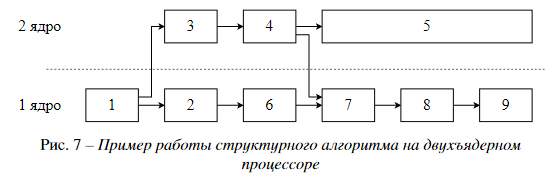 2 ядро 3 4 5
1 ядро 1 2 6 7 8 9
Рис. 7 – Пример работы структурного алгоритма на двухъядерном
процессоре